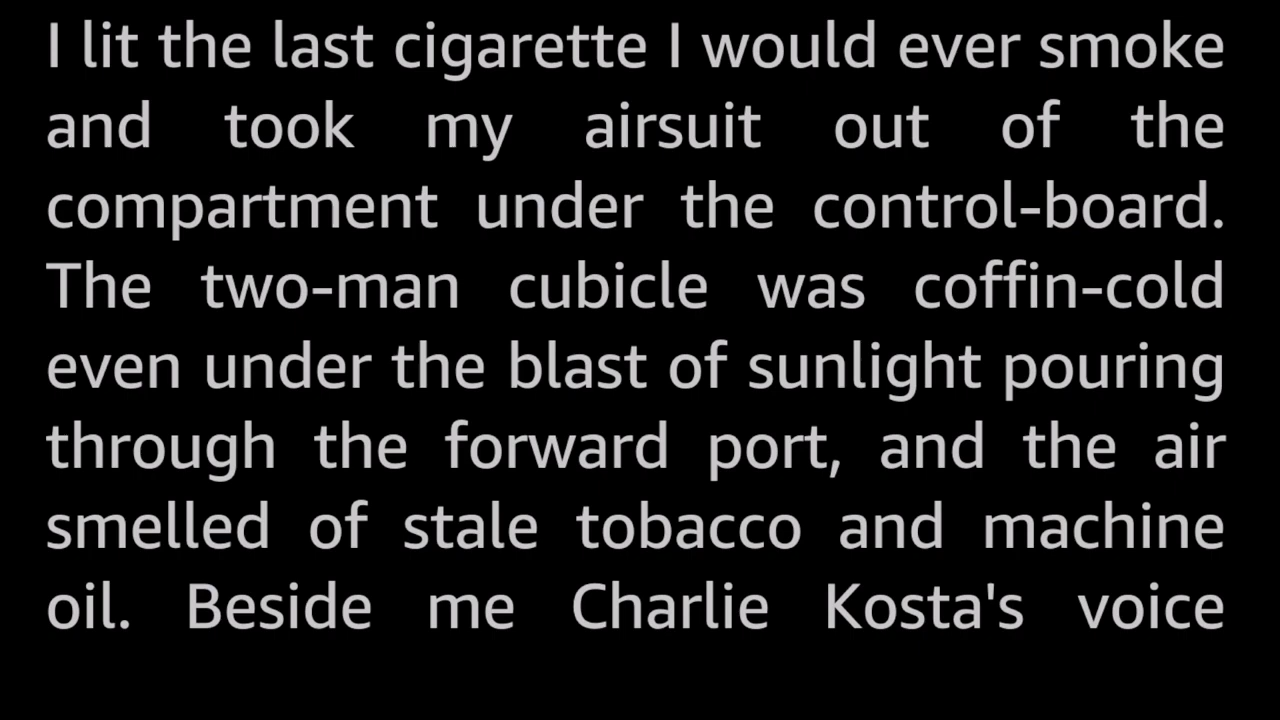 I lit the last cigarette I would ever smoke
and took my airsuit out of the
compartment under the control-board.
The two-man cubicle was coffin-cold
even under the blast of sunlight pouring
through the forward port, and the air
smelled of stale tobacco and machine
oil. Beside me Charlie Kosta's voice